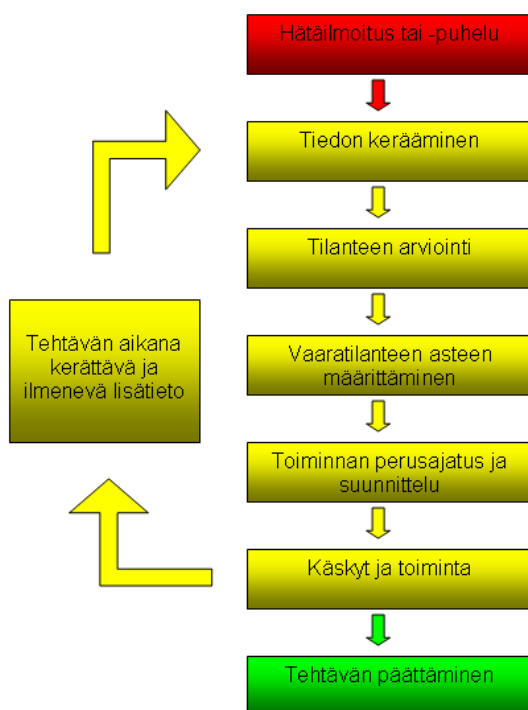 Hätäilmoitus tai -puhelu
Tiedon kerääminen
Tilanteen arviointi
Vaaratilanteen asteen
määrittäminen
Toiminnan perusajatus ja
suunnittelu
Käskyt ja toiminta
Tehtävän päättäminen
Tehtävän aikana
kerättävä ja
ilmenevä lisätieto